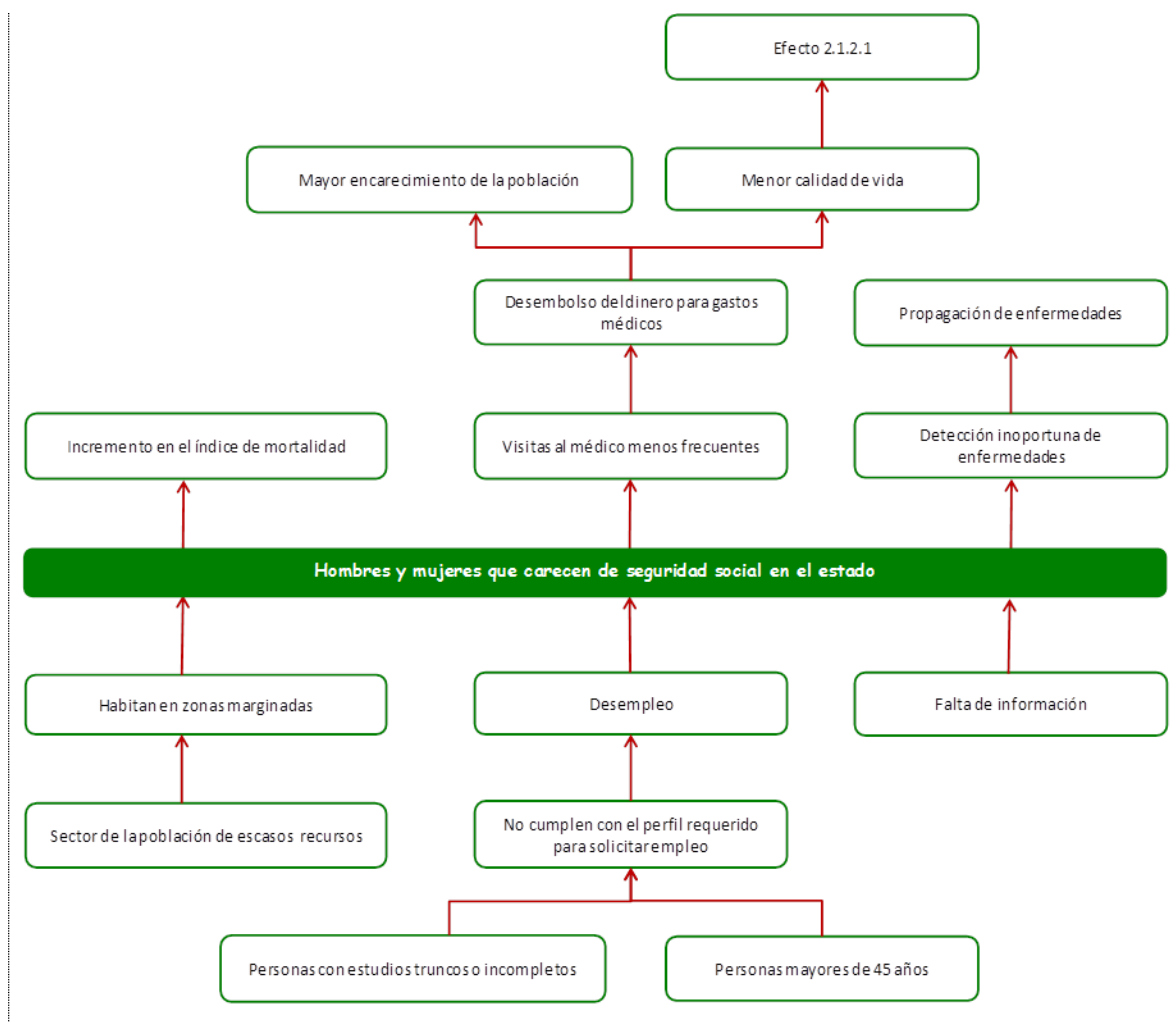 Efecto 2.1.2.1
Mayor encarecimiento de la población
Menor calidad de vida
Desembolso del dinero para gastos
médicos
Propagación de enfermedades
Incremento en el índice de mortalidad
Visitas al médico menos frecuentes
Detección inoportuna de
enfermedades
Hombres y mujeres que carecen de seguridad social en el estado
Habitan en zonas marginadas
Desempleo
Falta de información
Sector de la población de escasos recursos
No cumplen con el perfil requerido
para solicitar empleo
Personas con estudios truncos o incompletos
Personas mayores de 45 años